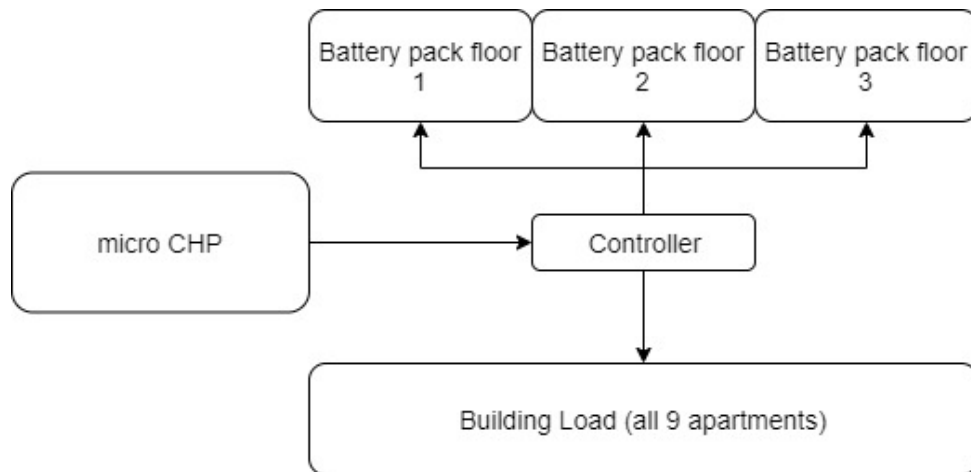 Battery pack floor
1
Battery pack floor
2
Battery pack floor
3
micro CHP
Controller
Building Load (all 9 apartments)